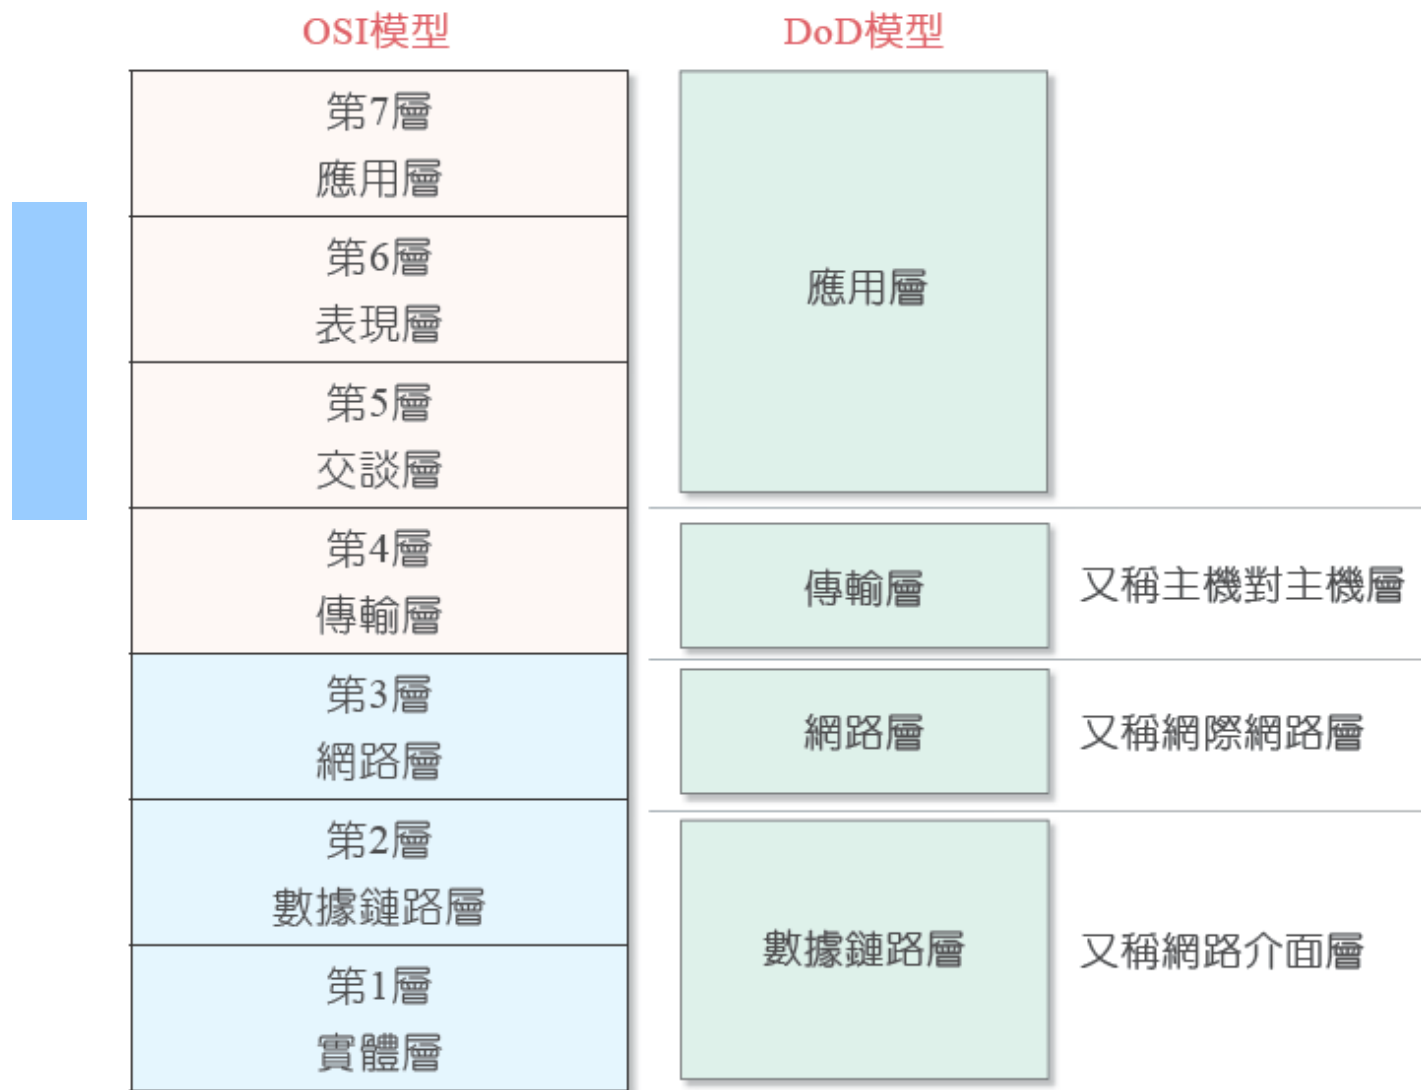 OSI模型
DoD模型
第7層
應用層
第6層
表現層
第5層
交談層
應用層
第4層
傳輸層
傳輸層
又稱主機對主機層
第3層
網路層
網路層
又稱網際網路層
第2層
數據鏈路層
第1層
實體層
數據鏈路層
又稱網路介面層